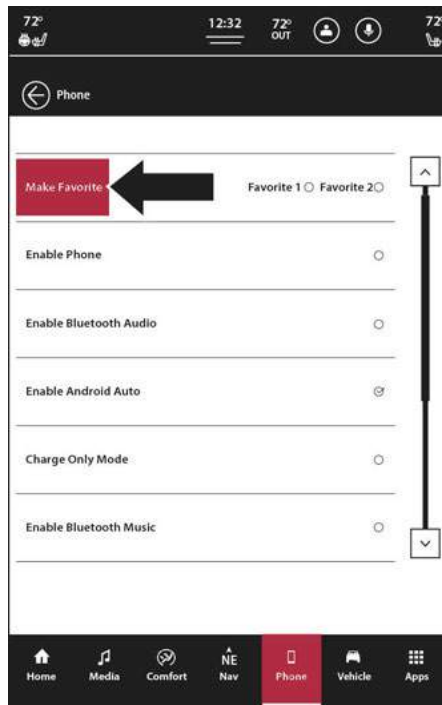 72° 12:32 72° OUT 72°
Phone
Make Favorite Favorite 1 Favorite 2
Enable Phone
Enable Bluetooth Audio
Enable Android Auto
Charge Only Mode
Enable Bluetooth Music
NE
Home Media Comfort Nav Phone Vehicle Apps